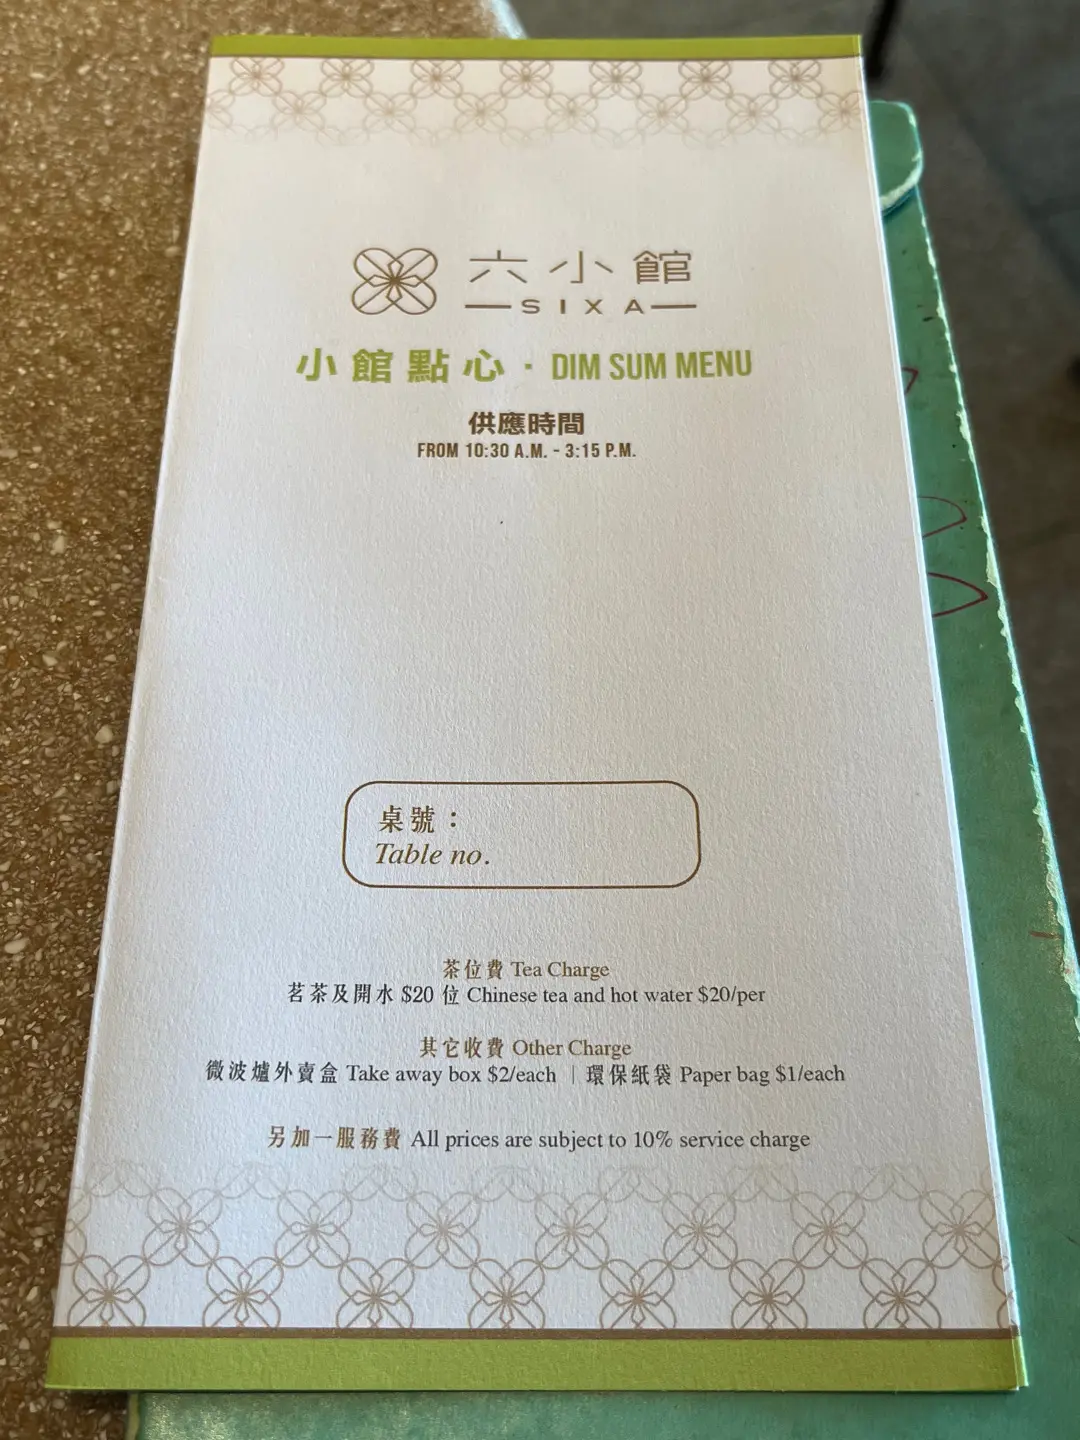 六小館
SIXA
小館點心 · DIM SUM MENU
供應時間
FROM 10:30 A.M. - 3:15 P.M.
桌號：
Table no.
茶位費 Tea Charge
茗茶及開水 $20 位 Chinese tea and hot water $20/per
其它收費 Other Charge
微波爐外賣盒 Take away box $2/each | 環保紙袋 Paper bag $1/each
另加一服務費 All prices are subject to 10% service charge